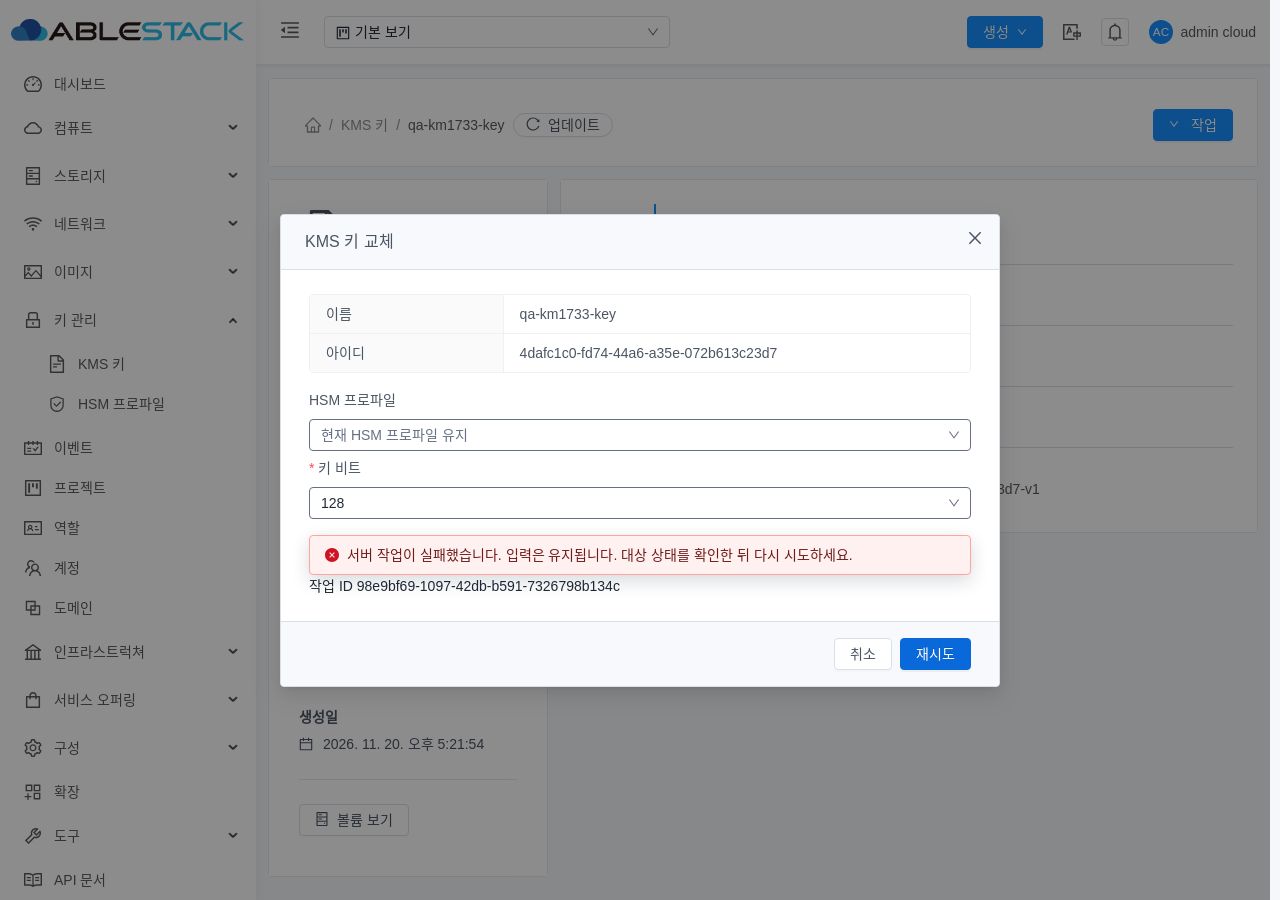 ABLESTACK
기본 보기
생성
AC
admin cloud
대시보드
컴퓨트
스토리지
네트워크
이미지
키 관리
KMS 키
HSM 프로파일
이벤트
프로젝트
역할
계정
도메인
인프라스트럭쳐
서비스 오퍼링
구성
확장
도구
API 문서
/ KMS 키 / qa-km1733-key
업데이트
작업
KMS 키 교체
이름 qa-km1733-key
아이디 4dafc1c0-fd74-44a6-a35e-072b613c23d7
HSM 프로파일
현재 HSM 프로파일 유지
* 키 비트
128
서버 작업이 실패했습니다. 입력은 유지됩니다. 대상 상태를 확인한 뒤 다시 시도하세요.
작업 ID 98e9bf69-1097-42db-b591-7326798b134c
취소
재시도
3d7-v1
생성일
2026. 11. 20. 오후 5:21:54
볼륨 보기